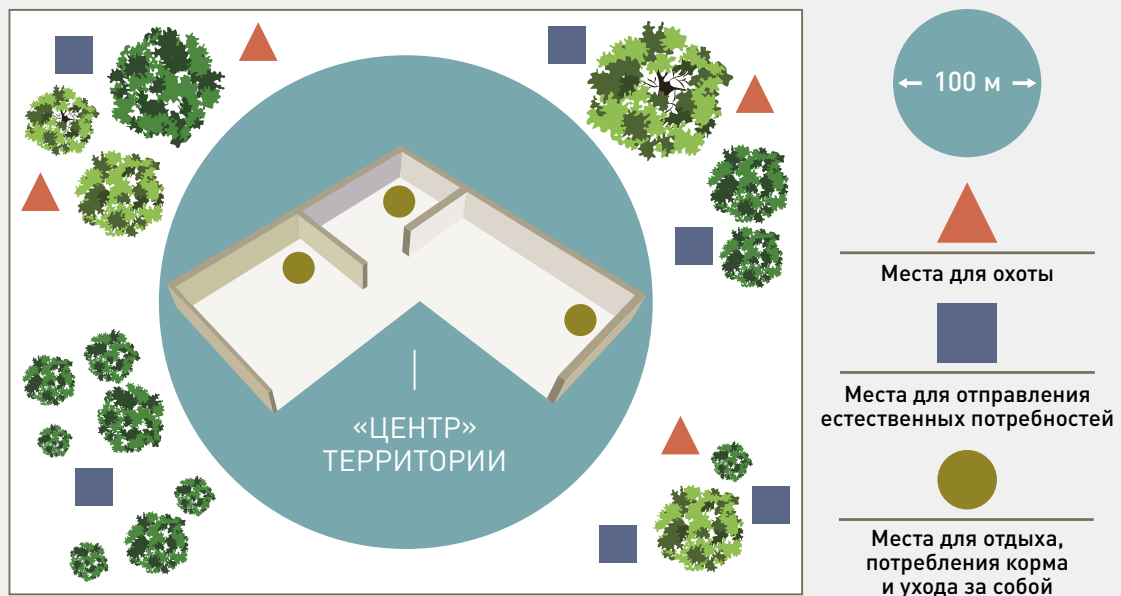 100 м
Места для охоты
Места для отправления
естественных потребностей
Места для отдыха,
потребления корма
и ухода за собой
«ЦЕНТР»
ТЕРРИТОРИИ